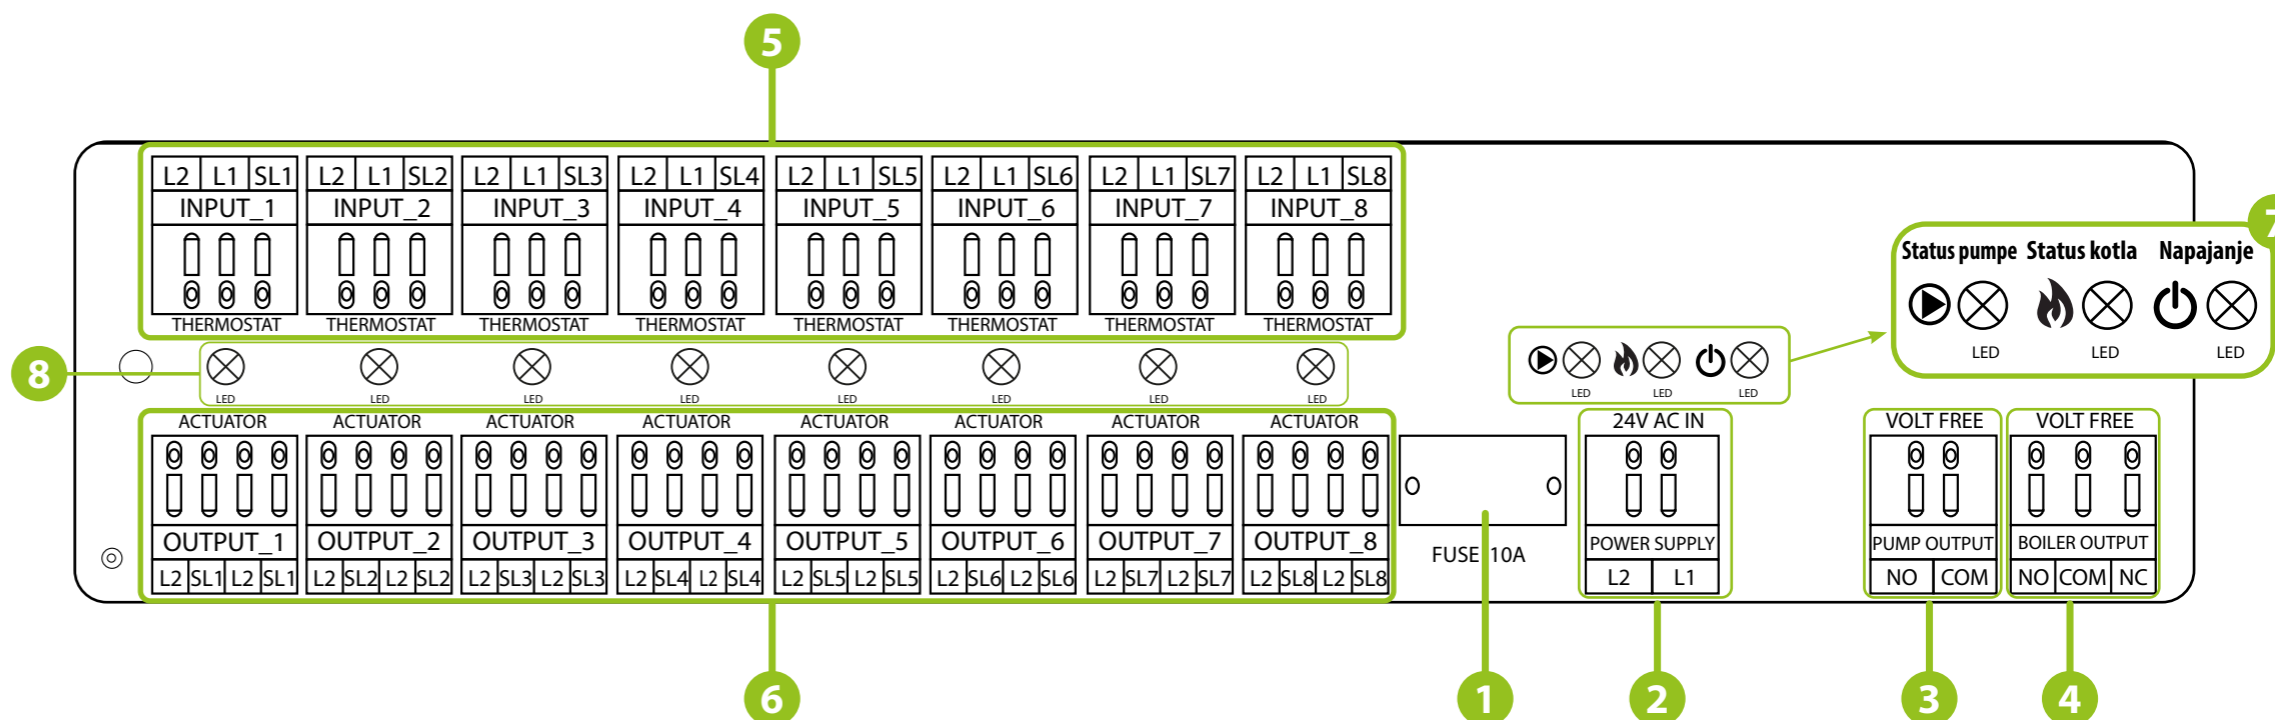 5
L2 L1 SL1 L2 L1 SL2 L2 L1 SL3 L2 L1 SL4 L2 L1 SL5 L2 L1 SL6 L2 L1 SL7 L2 L1 SL8
INPUT_1 INPUT_2 INPUT_3 INPUT_4 INPUT_5 INPUT_6 INPUT_7 INPUT_8
THERMOSTAT THERMOSTAT THERMOSTAT THERMOSTAT THERMOSTAT THERMOSTAT THERMOSTAT THERMOSTAT
7
Status pumpe Status kotla Napajanje
LED LED LED
8
LED LED LED LED LED LED LED LED
LED LED LED
ACTUATOR ACTUATOR ACTUATOR ACTUATOR ACTUATOR ACTUATOR ACTUATOR ACTUATOR
24V AC IN
VOLT FREE
VOLT FREE
OUTPUT_1 OUTPUT_2 OUTPUT_3 OUTPUT_4 OUTPUT_5 OUTPUT_6 OUTPUT_7 OUTPUT_8
L2 SL1 L2 SL1 L2 SL2 L2 SL2 L2 SL3 L2 SL3 L2 SL4 L2 SL4 L2 SL5 L2 SL5 L2 SL6 L2 SL6 L2 SL7 L2 SL7 L2 SL8 L2 SL8
FUSE 10A
POWER SUPPLY
L2 L1
PUMP OUTPUT
NO COM
BOILER OUTPUT
NO COM NC
6
1
2
3
4